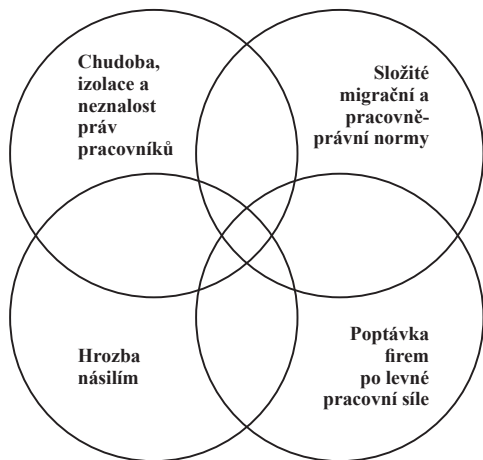 Chudoba,
izolace a
neznalost
práv
pracovníků
Složité
migrační a
pracovně-
právní normy
Hrozba
násilím
Poptávka
firem
po levné
pracovní síle